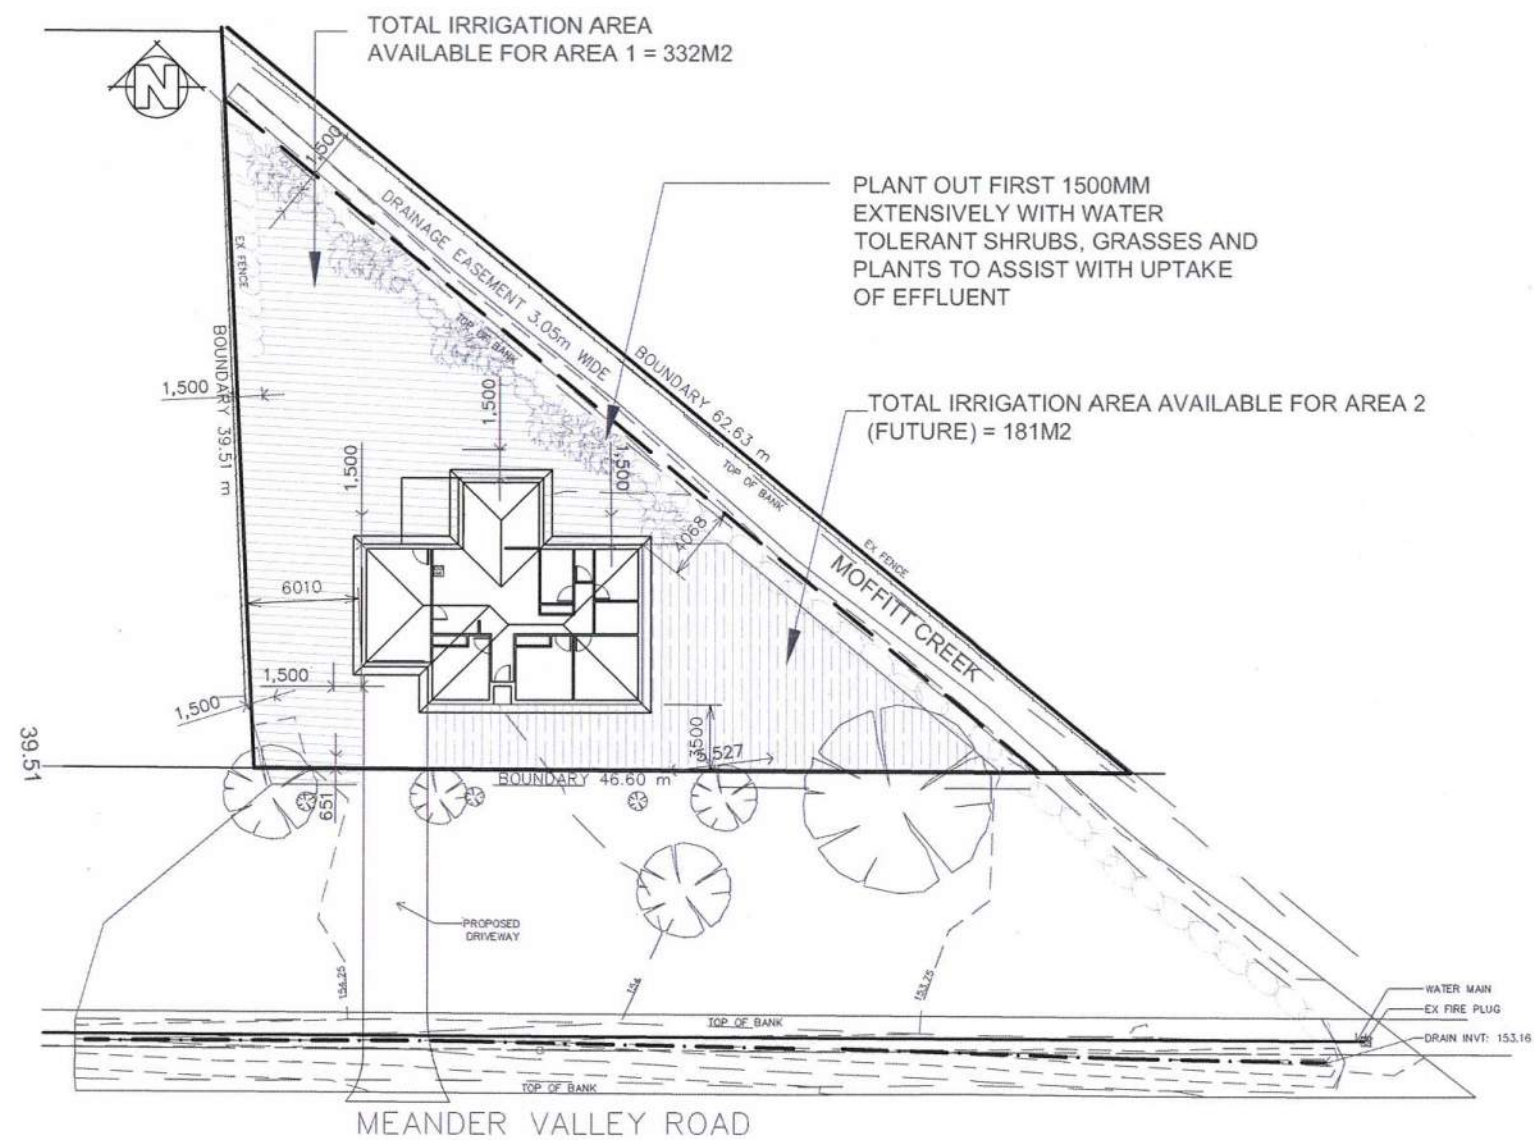 TOTAL IRRIGATION AREA
AVAILABLE FOR AREA 1 = 332M2
N
1,500
PLANT OUT FIRST 1500MM
EXTENSIVELY WITH WATER
TOLERANT SHRUBS, GRASSES AND
PLANTS TO ASSIST WITH UPTAKE
OF EFFLUENT
DRAINAGE EASEMENT 3.05m WIDE
EX FENCE
TOP OF BANK
BOUNDARY 62.63 m
BOUNDARY 39.51 m
1,500
1,500
TOTAL IRRIGATION AREA AVAILABLE FOR AREA 2
(FUTURE) = 181M2
1,500
1,500
TOP OF BANK
4068
EX FENCE
MOFFITT CREEK
6010
1,500
1,500
39.51
3500
527
BOUNDARY 46.60 m
651
PROPOSED
DRIVEWAY
154.25
154
153.75
WATER MAIN
EX FIRE PLUG
DRAIN INVT: 153.16
TOP OF BANK
TOP OF BANK
MEANDER VALLEY ROAD